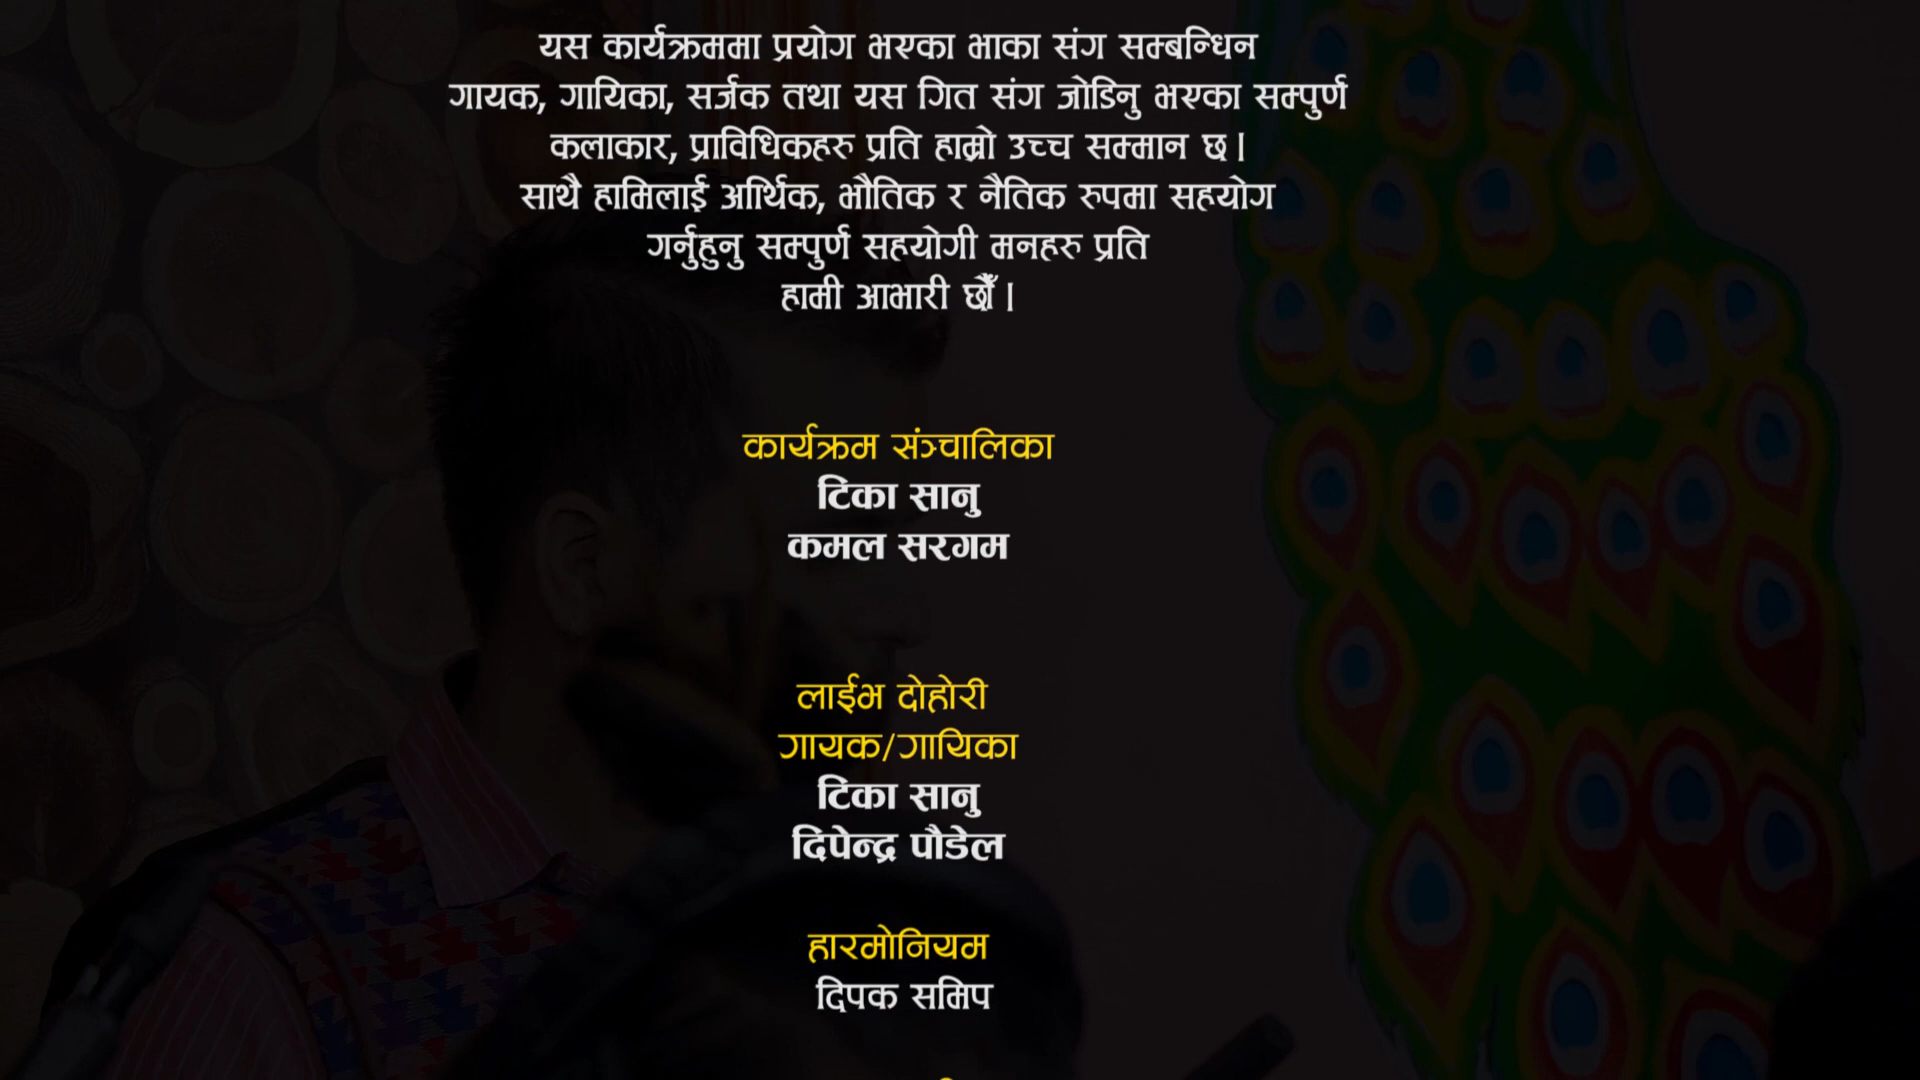 यस कार्यक्रममा प्रयोग भएका भाका संग सम्बन्धिन
गायक, गायिका, सर्जक तथा यस गित संग जोडिनु भएका सम्पुर्ण
कलाकार, प्राविधिकहरु प्रति हाम्रो उच्च सम्मान छ।
साथै हामिलाई आर्थिक, भौतिक र नैतिक रुपमा सहयोग
गर्नुहुनु सम्पुर्ण सहयोगी मनहरु प्रति
हामी आभारी छौँ।
कार्यक्रम संञ्चालिका
टिका सानु
कमल सरगम
लाईभ दोहोरी
गायक/गायिका
टिका सानु
दिपेन्द्र पौडेल
हारमोनियम
दिपक समिप